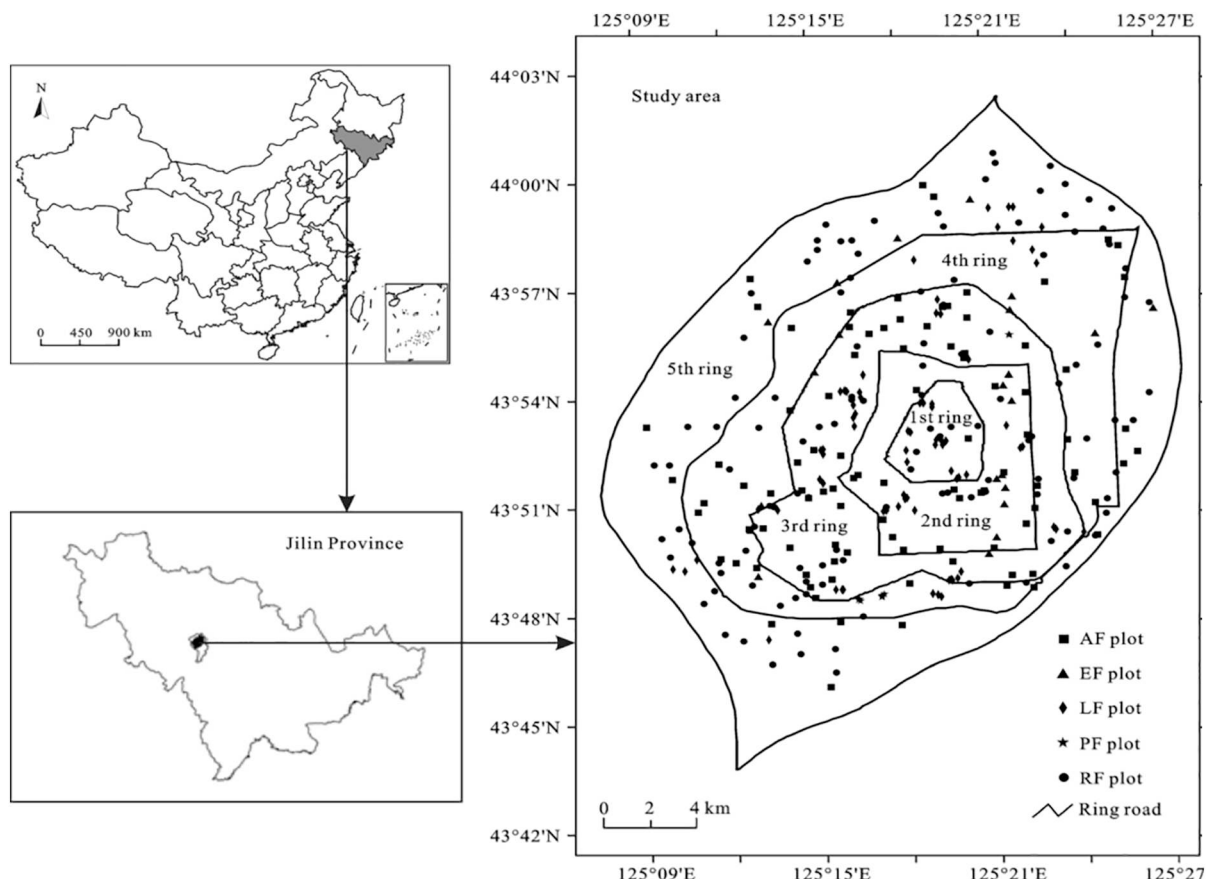 N
0 450 900 km
Jilin Province
125°09'E 125°15'E 125°21'E 125°27'E
44°03'N
44°00'N
43°57'N
43°54'N
43°51'N
43°48'N
43°45'N
43°42'N
Study area
4th ring
5th ring
1st ring
3rd ring
2nd ring
AF plot
EF plot
LF plot
PF plot
RF plot
Ring road
0 2 4 km
125°09'E 125°15'E 125°21'E 125°27